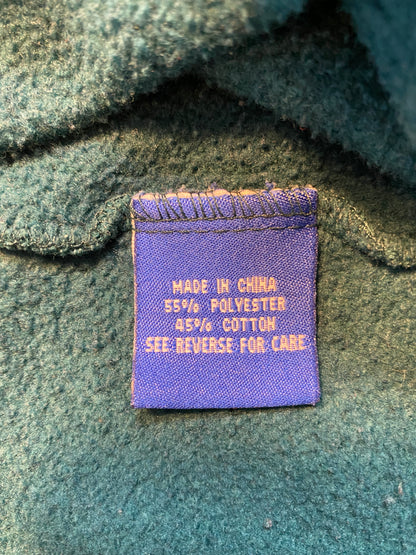 MADE IN CHINA
55% POLYESTER
45% COTTON
SEE REVERSE FOR CARE